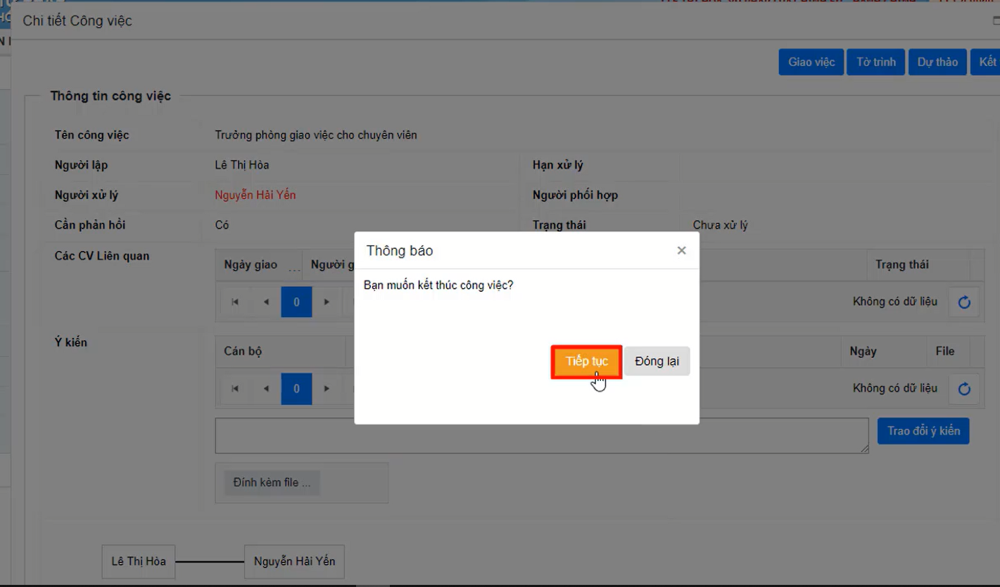 Chi tiết Công việc
Giao việc Tờ trình Dự thảo Kết
Thông tin công việc
Tên công việc Trưởng phòng giao việc cho chuyên viên
Người lập Lê Thị Hòa Hạn xử lý
Người xử lý Nguyễn Hải Yến Người phối hợp
Cần phản hồi Có Trạng thái Chưa xử lý
Thông báo ×
Các CV Liên quan Ngày giao ... Người g Trạng thái
Bạn muốn kết thúc công việc?
0 Không có dữ liệu
Ý kiến Cán bộ Ngày File
Tiếp tục Đóng lại
0 Không có dữ liệu
Trao đổi ý kiến
Đính kèm file ...
Lê Thị Hòa Nguyễn Hải Yến